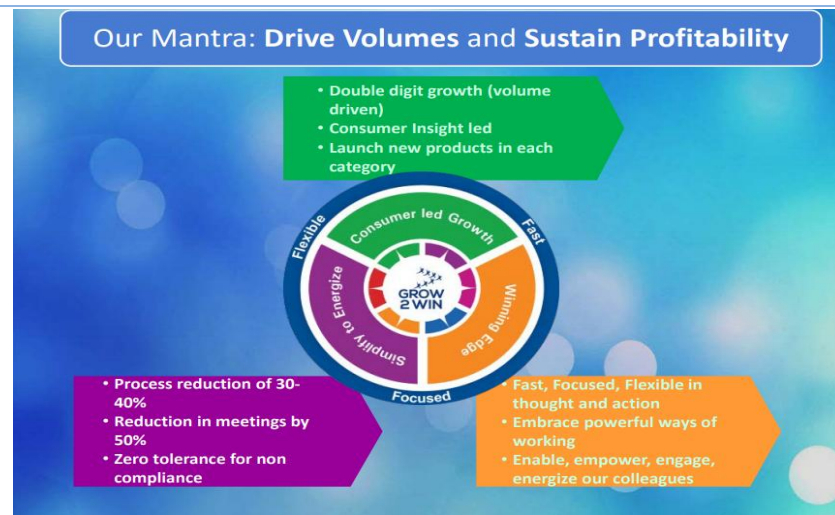 Our Mantra: Drive Volumes and Sustain Profitability
• Double digit growth (volume
driven)
• Consumer Insight led
• Launch new products in each
category
Flexible
Fast
Focused
Consumer led Growth
Simplify to Energize
Winning Edge
GROW
2 WIN
• Process reduction of 30-
40%
• Reduction in meetings by
50%
• Zero tolerance for non
compliance
• Fast, Focused, Flexible in
thought and action
• Embrace powerful ways of
working
• Enable, empower, engage,
energize our colleagues